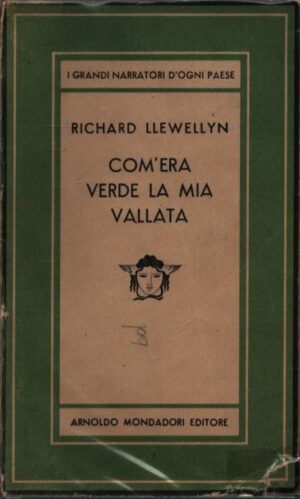 I GRANDI NARRATORI D'OGNI PAESE
RICHARD LLEWELLYN
COM'ERA
VERDE LA MIA
VALLATA
ARNOLDO MONDADORI EDITORE